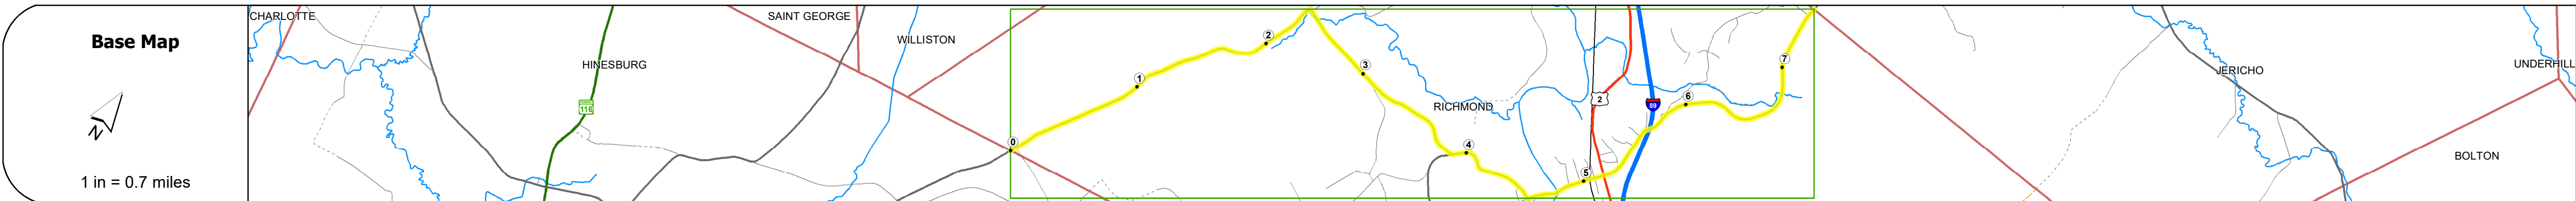 Base Map
N
1 in = 0.7 miles
CHARLOTTE
HINESBURG
116
SAINT GEORGE
WILLISTON
0
1
2
3
4
5
6
7
RICHMOND
2
89
JERICHO
UNDERHILL
BOLTON